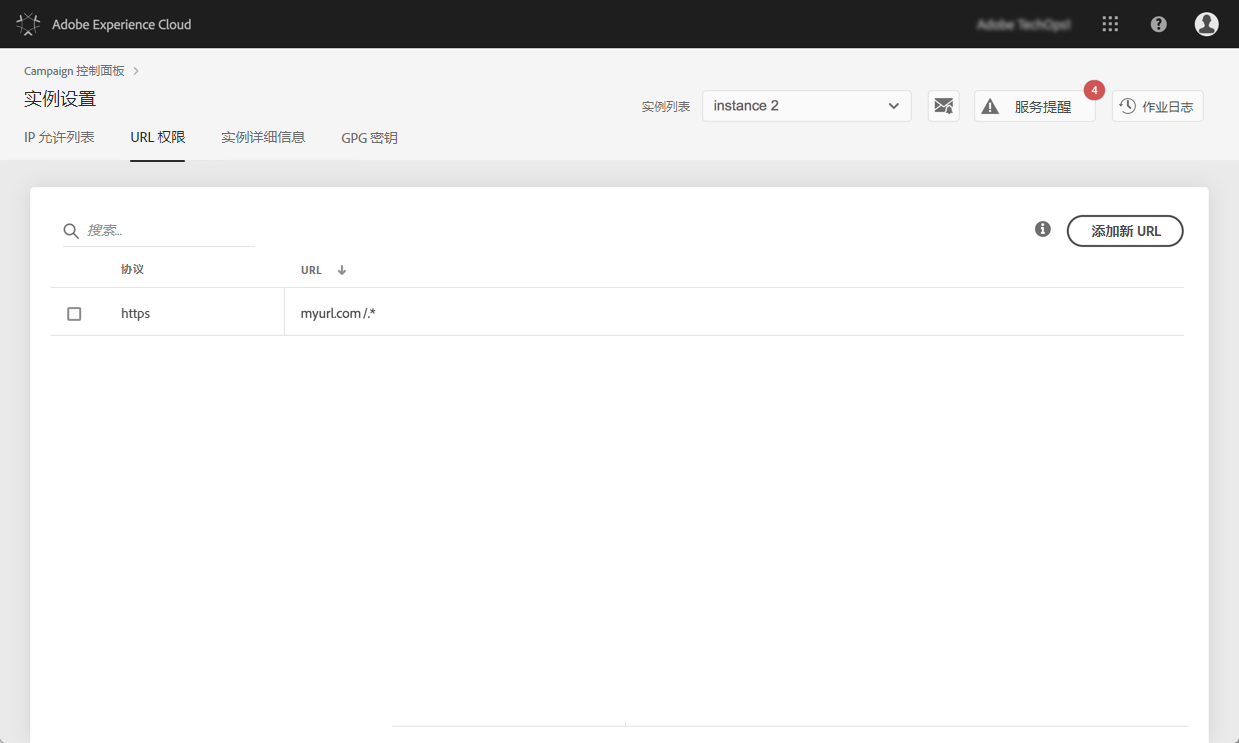 Adobe Experience Cloud
Campaign 控制面板
实例设置
实例列表
instance 2
服务提醒
4
作业日志
IP 允许列表
URL 权限
实例详细信息
GPG 密钥
搜索..
添加新 URL
协议
URL
https
myurl.com/.*